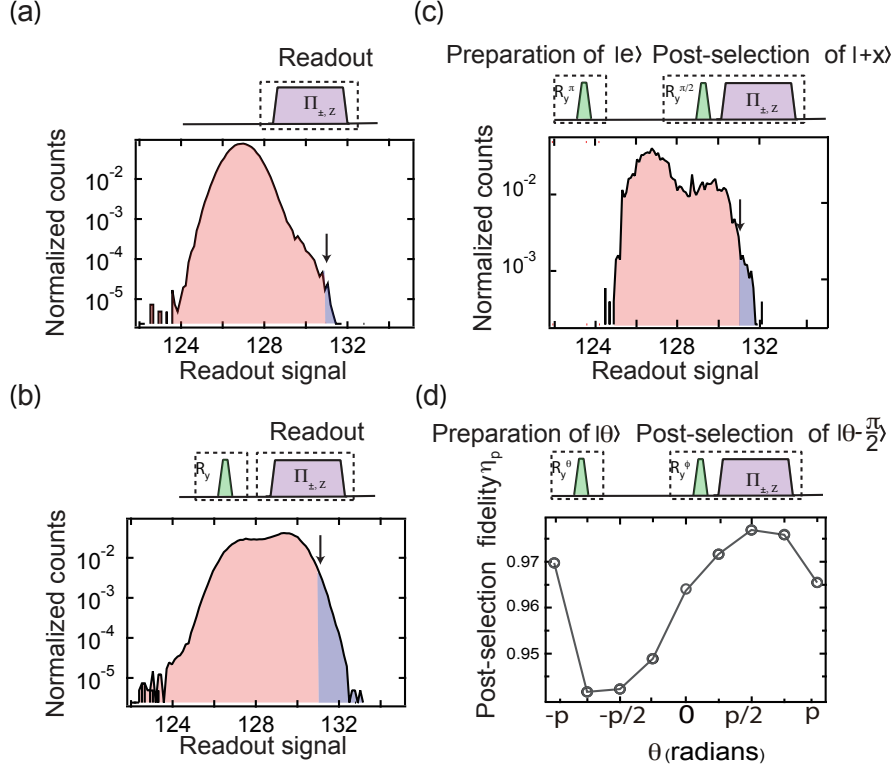 (a)
Readout
Π±, z
Normalized counts
10-2
10-3
10-4
10-5
124 128 132
Readout signal
(b)
Readout
Ry
Π±, z
Normalized counts
10-2
10-3
10-4
10-5
124 128 132
Readout signal
(c)
Preparation of |e⟩ Post-selection of |+x⟩
Ryπ Ryπ/2 Π±, z
Normalized counts
10-2
10-3
124 128 132
Readout signal
(d)
Preparation of |θ⟩ Post-selection of |θ-π/2⟩
Ryθ Ryϕ Π±, z
Post-selection fidelity ηp
0.97
0.96
0.95
-p -p/2 0 p/2 p
θ (radians)